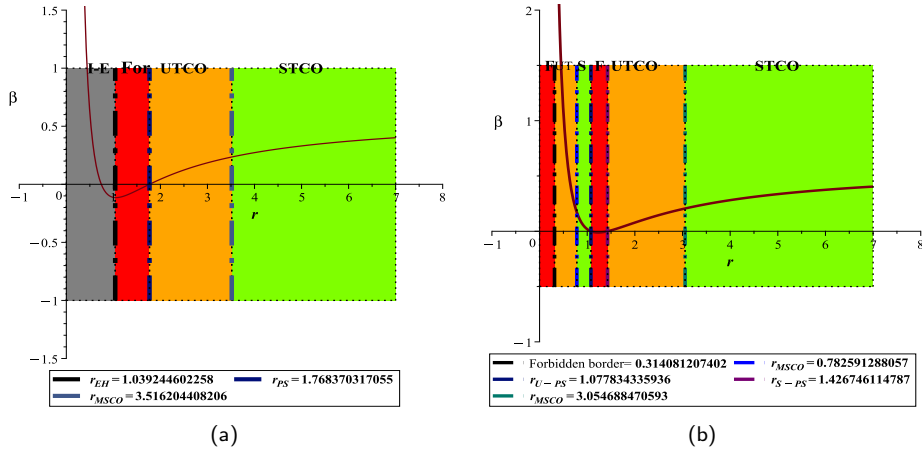 1.5
I-E For UTCO STCO
1
β
0.5
−1 0 1 2 3 4 5 6 7 8
r
−0.5
−1
−1.5
r_EH=1.039244602258 r_PS=1.768370317055
r_MSCO=3.516204408206
(a)
2
F UT S F UTCO STCO
β
1
−1 0 1 2 3 4 5 6 7 8
r
−1
Forbidden border= 0.314081207402 r_MSCO=0.782591288057
r_U−PS=1.077834335936 r_S−PS=1.426746114787
r_MSCO=3.054688470593
(b)